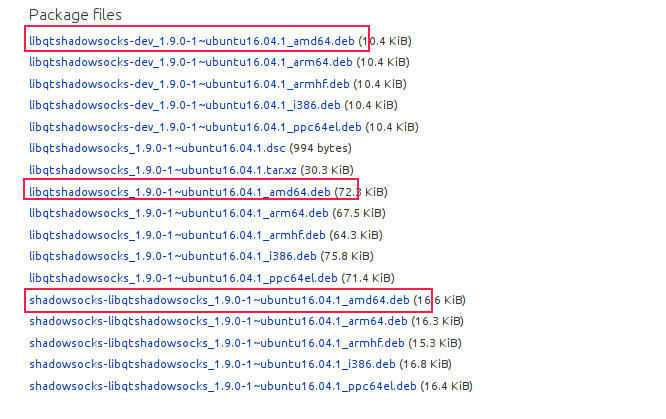 Package files
libqtshadowsocks-dev_1.9.0-1~ubuntu16.04.1_amd64.deb (10.4 KiB)
libqtshadowsocks-dev_1.9.0-1~ubuntu16.04.1_arm64.deb (10.4 KiB)
libqtshadowsocks-dev_1.9.0-1~ubuntu16.04.1_armhf.deb (10.4 KiB)
libqtshadowsocks-dev_1.9.0-1~ubuntu16.04.1_i386.deb (10.4 KiB)
libqtshadowsocks-dev_1.9.0-1~ubuntu16.04.1_ppc64el.deb (10.4 KiB)
libqtshadowsocks_1.9.0-1~ubuntu16.04.1.dsc (994 bytes)
libqtshadowsocks_1.9.0-1~ubuntu16.04.1.tar.xz (30.3 KiB)
libqtshadowsocks_1.9.0-1~ubuntu16.04.1_amd64.deb (72.3 KiB)
libqtshadowsocks_1.9.0-1~ubuntu16.04.1_arm64.deb (67.5 KiB)
libqtshadowsocks_1.9.0-1~ubuntu16.04.1_armhf.deb (64.3 KiB)
libqtshadowsocks_1.9.0-1~ubuntu16.04.1_i386.deb (75.8 KiB)
libqtshadowsocks_1.9.0-1~ubuntu16.04.1_ppc64el.deb (71.4 KiB)
shadowsocks-libqtshadowsocks_1.9.0-1~ubuntu16.04.1_amd64.deb (16.6 KiB)
shadowsocks-libqtshadowsocks_1.9.0-1~ubuntu16.04.1_arm64.deb (16.3 KiB)
shadowsocks-libqtshadowsocks_1.9.0-1~ubuntu16.04.1_armhf.deb (15.3 KiB)
shadowsocks-libqtshadowsocks_1.9.0-1~ubuntu16.04.1_i386.deb (16.8 KiB)
shadowsocks-libqtshadowsocks_1.9.0-1~ubuntu16.04.1_ppc64el.deb (16.4 KiB)